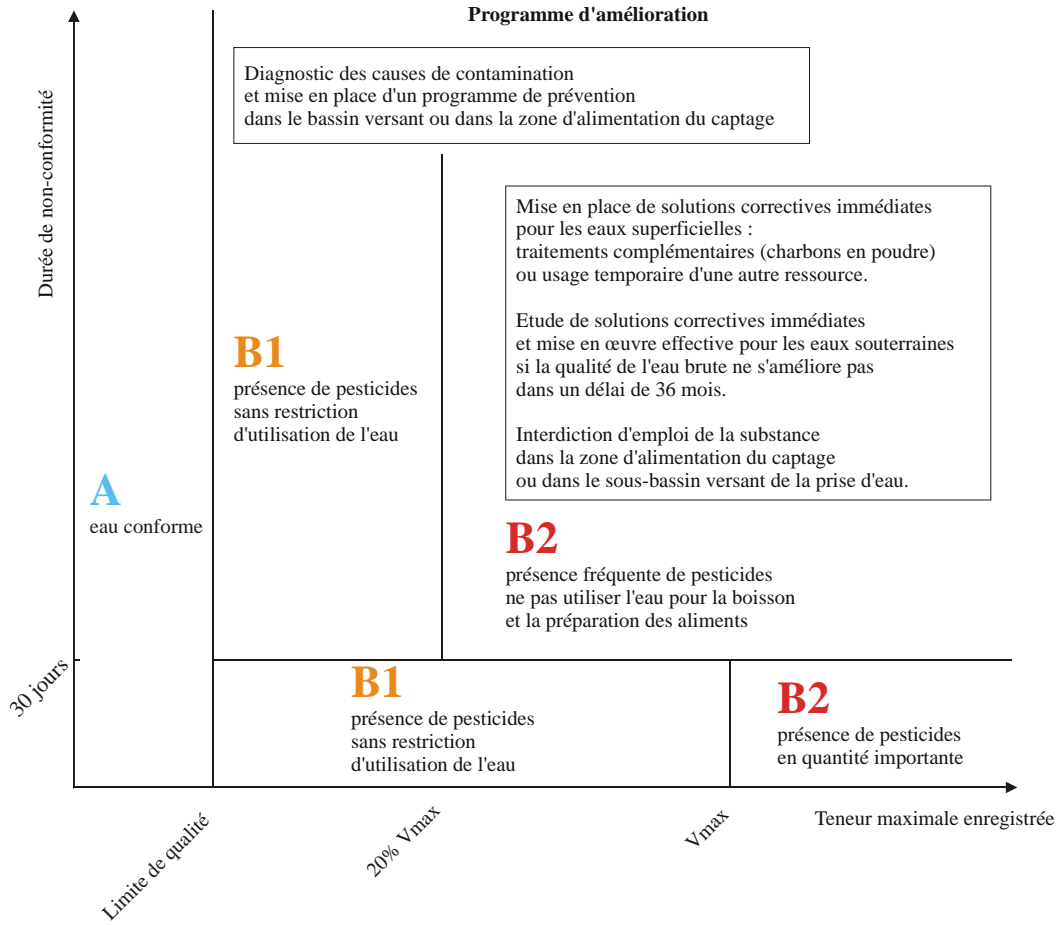 Programme d'amélioration
Durée de non-conformité
Diagnostic des causes de contamination
et mise en place d'un programme de prévention
dans le bassin versant ou dans la zone d'alimentation du captage
Mise en place de solutions correctives immédiates
pour les eaux superficielles :
traitements complémentaires (charbons en poudre)
ou usage temporaire d'une autre ressource.
Etude de solutions correctives immédiates
et mise en œuvre effective pour les eaux souterraines
si la qualité de l'eau brute ne s'améliore pas
dans un délai de 36 mois.
Interdiction d'emploi de la substance
dans la zone d'alimentation du captage
ou dans le sous-bassin versant de la prise d'eau.
B1
présence de pesticides
sans restriction
d'utilisation de l'eau
A
eau conforme
B2
présence fréquente de pesticides
ne pas utiliser l'eau pour la boisson
et la préparation des aliments
30 jours
B1
présence de pesticides
sans restriction
d'utilisation de l'eau
B2
présence de pesticides
en quantité importante
Limite de qualité
20% Vmax
Vmax
Teneur maximale enregistrée